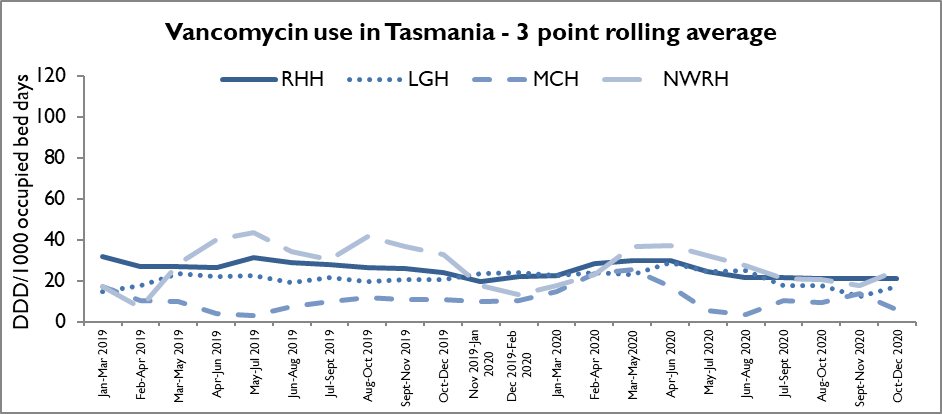 Vancomycin use in Tasmania - 3 point rolling average
RHH LGH MCH NWRH
DDD/1000 occupied bed days
120
100
80
60
40
20
0
Jan-Mar 2019
Feb-Apr 2019
Mar-May 2019
Apr-Jun 2019
May-Jul 2019
Jun-Aug 2019
Jul-Sept 2019
Aug-Oct 2019
Sept-Nov 2019
Oct-Dec 2019
Nov 2019-Jan
2020
Dec 2019-Feb
2020
Jan-Mar 2020
Feb-Apr 2020
Mar-May2020
Apr-Jun 2020
May-Jul 2020
Jun-Aug 2020
Jul-Sept 2020
Aug-Oct 2020
Sept-Nov 2020
Oct-Dec 2020